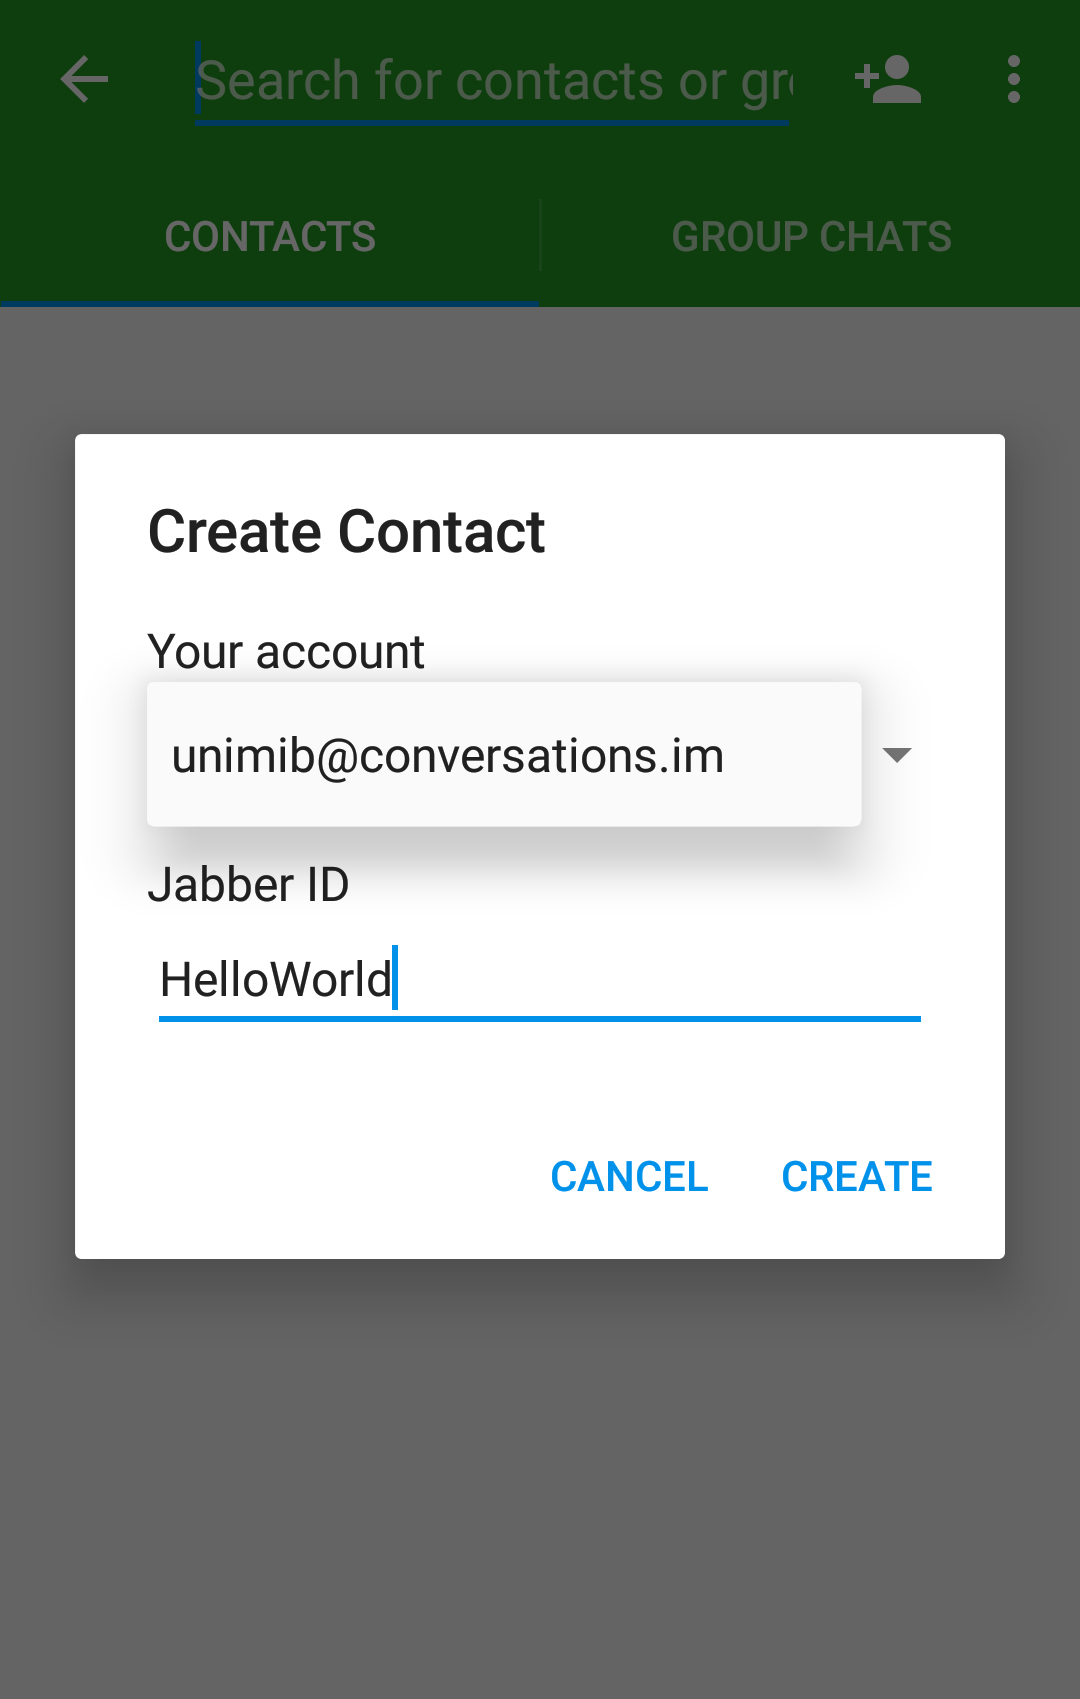 Search for contacts or gr
CONTACTS
GROUP CHATS
Create Contact
Your account
unimib@conversations.im
Jabber ID
HelloWorld
CANCEL
CREATE